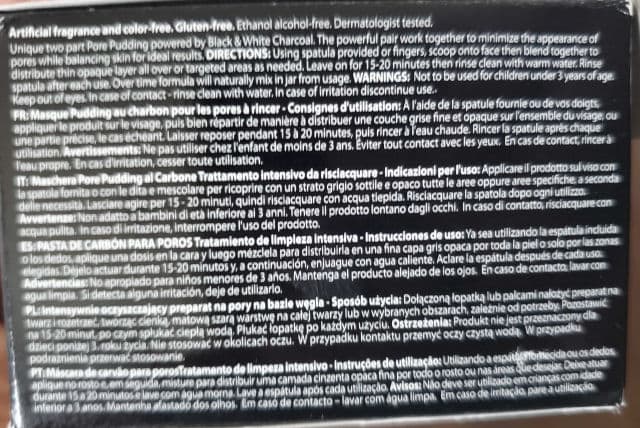 Artificial fragrance and color-free. Gluten-free. Ethanol alcohol-free. Dermatologist tested.
Unique two part Pore Pudding powered by Black & White Charcoal. The powerful pair work together to minimize the appearance of
pores while balancing skin for ideal results. DIRECTIONS: Using spatula provided or fingers, scoop onto face then blend together to
distribute thin opaque layer all over or targeted areas as needed. Leave on for 15-20 minutes then rinse clean with warm water. Rinse
spatula after each use. Over time formula will naturally mix in jar from usage. WARNINGS: Not to be used for children under 3 years of age.
Keep out of eyes. In case of contact - rinse clean with water. In case of irritation discontinue use.-
FR: Masque Pudding au charbon pour les pores à rincer - Consignes d'utilisation: À l'aide de la spatule fournie ou de vos doigts,
appliquer le produit sur le visage, puis bien répartir de manière à distribuer une couche grise fine et opaque sur l'ensemble du visage, ou
une partie précise, le cas échéant. Laisser reposer pendant 15 à 20 minutes, puis rincer à l'eau chaude. Rincer la spatule après chaque
utilisation. Avertissements: Ne pas utiliser chez l'enfant de moins de 3 ans. Éviter tout contact avec les yeux. En cas de contact, rincer à
l'eau propre. En cas d'irritation, cesser toute utilisation.
IT: Maschera Pore Pudding al Carbone Trattamento intensivo da risciacquare - Indicazioni per l'uso: Applicare il prodotto sul viso con
la spatola fornita o con le dita e mescolare per ricoprire con un strato grigio sottile e opaco tutto le aree oppure aree specifiche, a seconda
delle necessità. Lasciare agire per 15 - 20 minuti, quindi risciacquare con acqua tiepida. Risciacquare la spatola dopo ogni utilizzo.
Avvertenze: Non adatto a bambini di età inferiore ai 3 anni. Tenere il prodotto lontano dagli occhi. In caso di contatto, risciacquare con
acqua pulita. In caso di irritazione, interrompere l'uso del prodotto.
ES: PASTA DE CARBÓN PARA POROS Tratamiento de limpieza intensiva - Instrucciones de uso: Ya sea utilizando la espátula incluida
o los dedos, aplique una dosis en la cara y luego mézclela para distribuirla en una fina capa gris opaca por toda la piel o solo por las zonas
elegidas. Déjelo actuar durante 15-20 minutos y, a continuación, enjuague con agua caliente. Aclare la espátula después de cada uso.
Advertencias: No apropiado para niños menores de 3 años. Mantenga el producto alejado de los ojos. En caso de contacto, lavar con
agua limpia. Si detecta alguna irritación, deje de utilizarlo.
PL: Intensywnie oczyszczający preparat na pory na bazie węgla - Sposób użycia: Dołączoną łopatką lub palcami nałożyć preparat na
twarz i rozetrzeć, tworząc cienką, matową szarą warstwę na całej twarzy lub w wybranych obszarach, zależnie od potrzeby. Pozostawić
na 15-20 minut, po czym spłukać ciepłą wodą. Płukać łopatkę po każdym użyciu. Ostrzeżenia: Produkt nie jest przeznaczony dla
dzieci poniżej 3. roku życia. Nie stosować w okolicach oczu. W przypadku kontaktu przemyć oczy czystą wodą. W przypadku
podrażnienia przerwać stosowanie.
PT: Máscara de carvão para poros Tratamento de limpeza intensivo - Instruções de utilização: Utilizando a espátula fornecida ou os dedos,
aplique no rosto e, em seguida, misture para distribuir uma camada cinzenta opaca fina por todo o rosto ou nas áreas que desejar. Deixe atuar
durante 15 a 20 minutos e lave com água morna. Lave a espátula após cada utilização. Avisos: Não deve ser utilizado em crianças com idade
inferior a 3 anos. Mantenha afastado dos olhos. Em caso de contacto - lavar com água limpa. Em caso de irritação, pare a utilização.